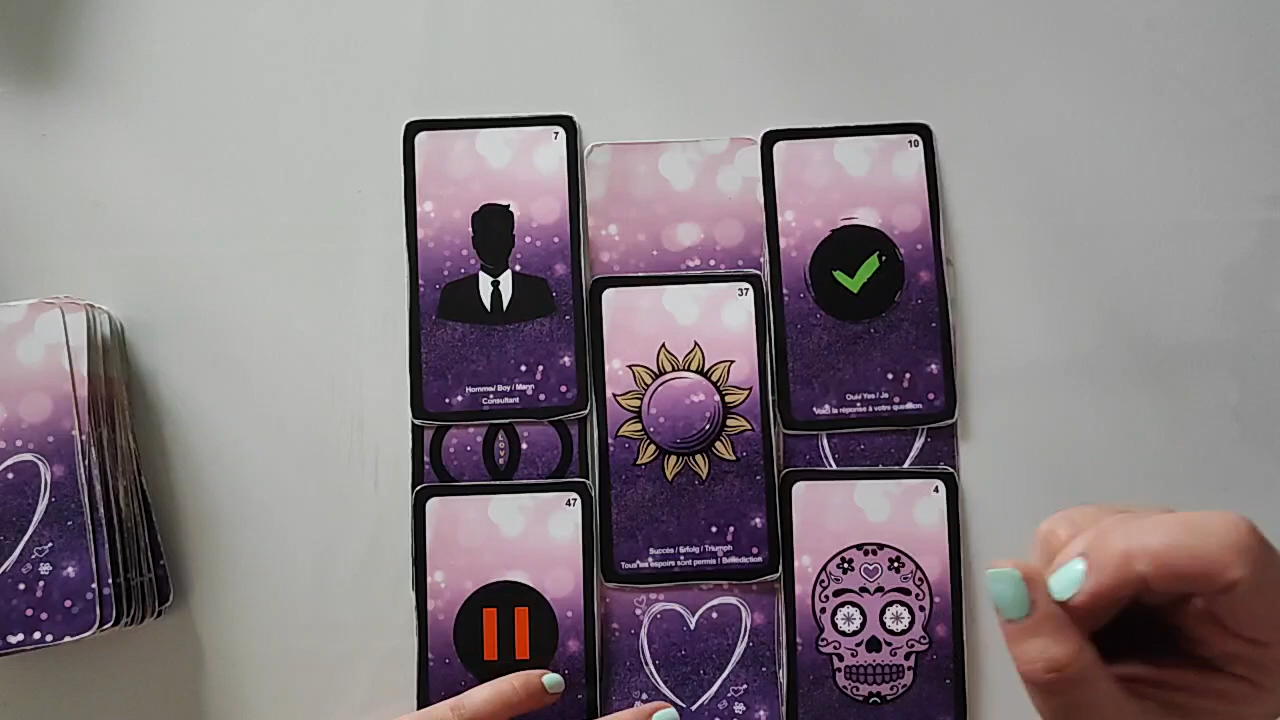 7
Homme/ Boy / Mann
Consultant
10
Oui/ Yes / Ja
Voici la réponse à votre question
37
Succès / Erfolg / Triumph
Tous les espoirs sont permis ! Bénédiction
LOVE
47
4